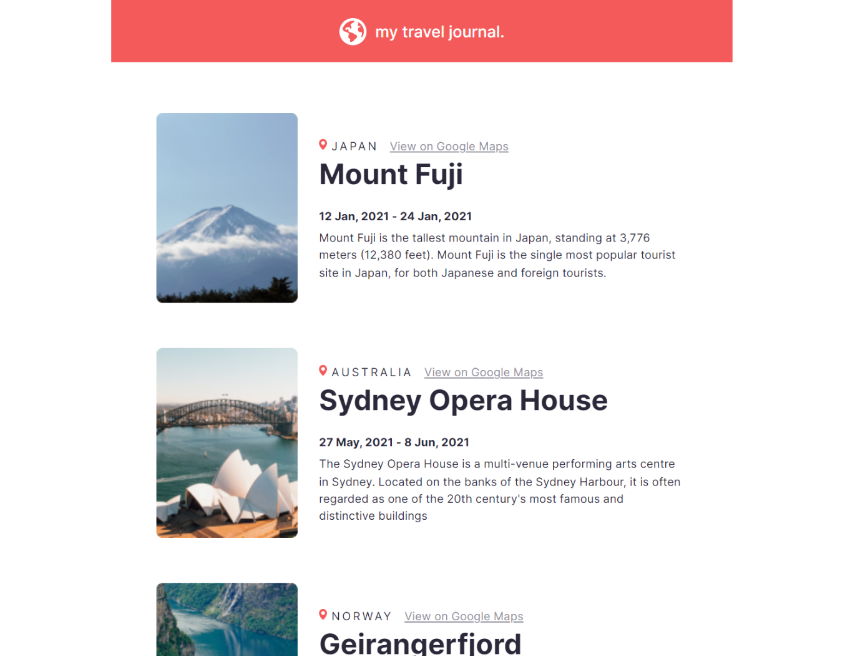 my travel journal.
JAPAN View on Google Maps
Mount Fuji
12 Jan, 2021 - 24 Jan, 2021
Mount Fuji is the tallest mountain in Japan, standing at 3,776
meters (12,380 feet). Mount Fuji is the single most popular tourist
site in Japan, for both Japanese and foreign tourists.
AUSTRALIA View on Google Maps
Sydney Opera House
27 May, 2021 - 8 Jun, 2021
The Sydney Opera House is a multi-venue performing arts centre
in Sydney. Located on the banks of the Sydney Harbour, it is often
regarded as one of the 20th century's most famous and
distinctive buildings
NORWAY View on Google Maps
Geirangerfjord